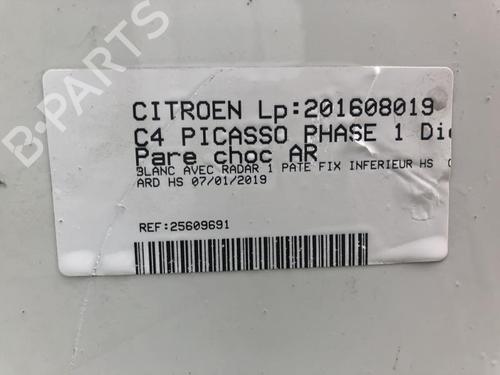 B-PARTS
CITROEN Lp:201608019
C4 PICASSO PHASE 1 Die
Pare choc AR
BLANC AVEC RADAR 1 PATE FIX INFERIEUR HS
ARD HS 07/01/2019
REF:25609691